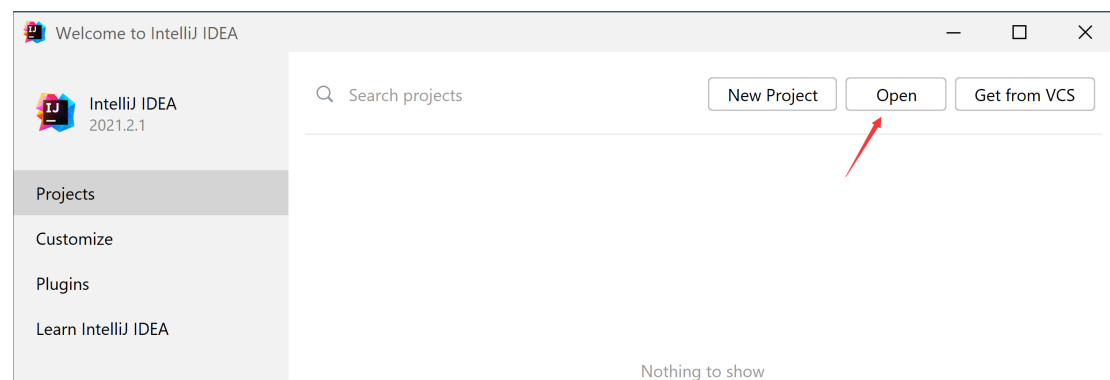 Welcome to IntelliJ IDEA
IJ
IntelliJ IDEA
2021.2.1
Search projects
New Project
Open
Get from VCS
Projects
Customize
Plugins
Learn IntelliJ IDEA
Nothing to show